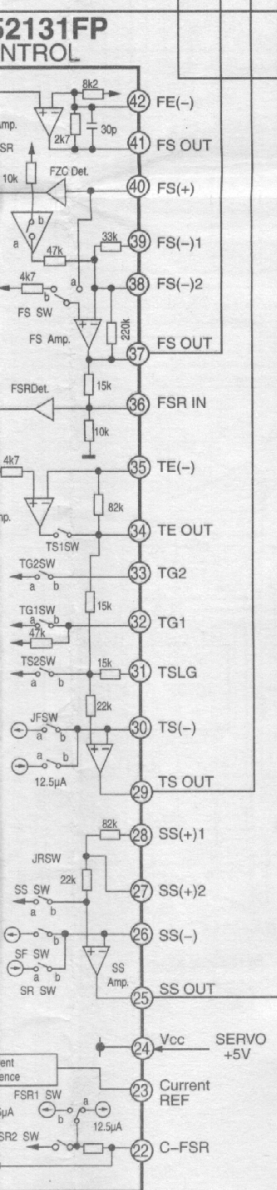 52131FP
NTROL
8k2
42 FE(-)
2k7
30p
mp.
41 FS OUT
SR
FZC Det.
10k
40 FS(+)
b
a
33k
39 FS(-)1
47k
4k7
a
38 FS(-)2
b
FS SW
220k
FS Amp.
37 FS OUT
15k
FSRDet.
36 FSR IN
10k
4k7
35 TE(-)
82k
np.
34 TE OUT
TS1SW
TG2SW
33 TG2
a b
15k
TG1SW
32 TG1
a b
47k
TS2SW
15k
31 TSLG
a b
22k
JFSW
30 TS(-)
a b
a b
12.5µA
29 TS OUT
82k
28 SS(+)1
JRSW
22k
27 SS(+)2
SS SW
a b
26 SS(-)
b
SF SW
a b
SS
Amp.
SR SW
25 SS OUT
24 Vcc SERVO
+5V
ent
ence
23 Current
REF
FSR1 SW
a
µA
b
12.5µA
SR2 SW
22 C-FSR